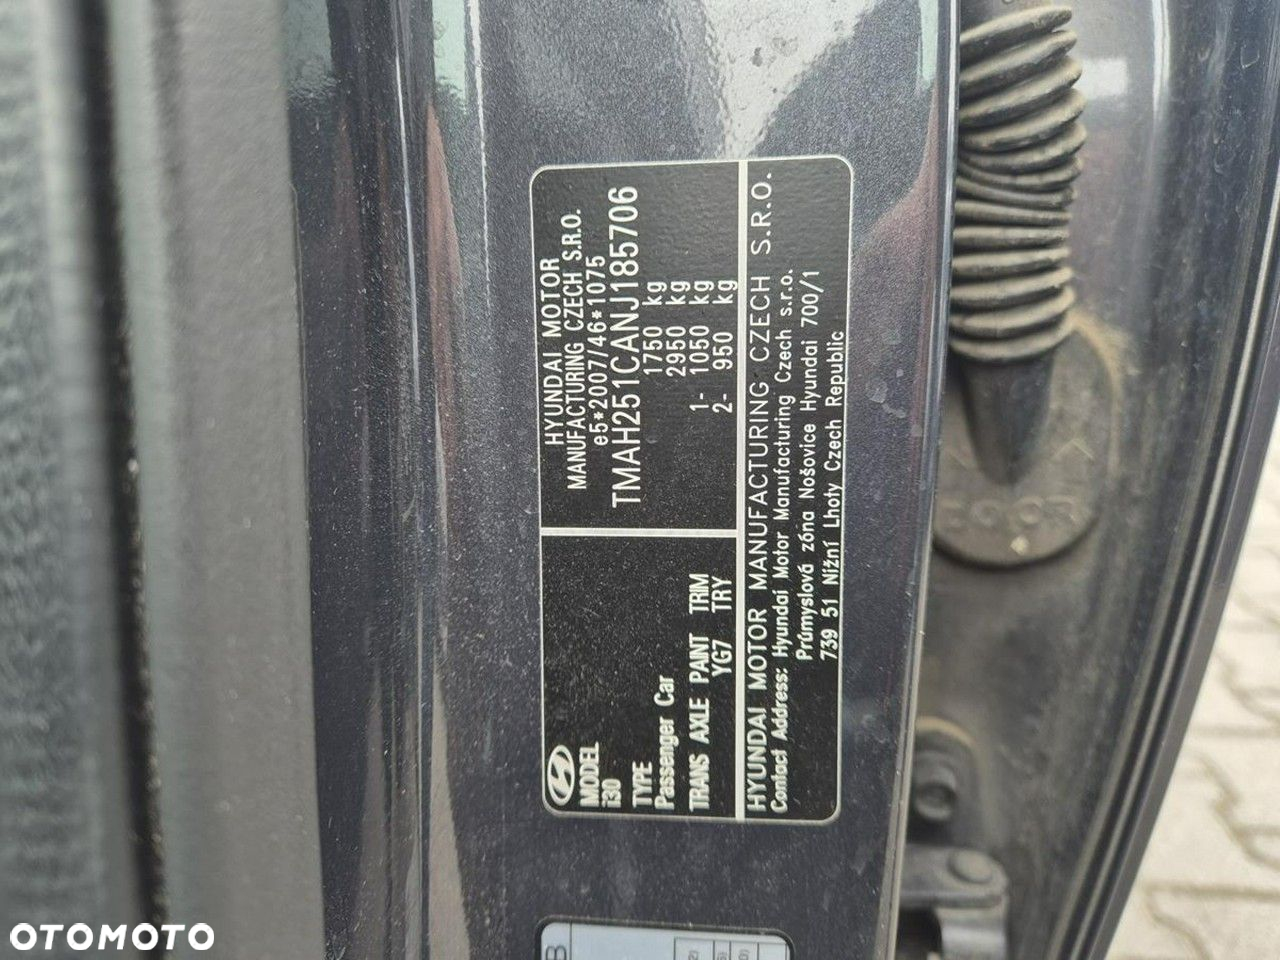 HYUNDAI MOTOR
MANUFACTURING CZECH S.R.O.
e5*2007/46*1075
TMAH251CANJ185706
1750 kg
2950 kg
1- 1050 kg
2- 950 kg
MODEL
i30
TYPE
Passenger Car
TRANS AXLE PAINT TRIM
YG7 TRY
HYUNDAI MOTOR MANUFACTURING CZECH S.R.O.
Contact Address: Hyundai Motor Manufacturing Czech s.r.o.
Průmyslová zóna Nošovice Hyundai 700/1
739 51 Nižní Lhoty Czech Republic
B
OTOMOTO